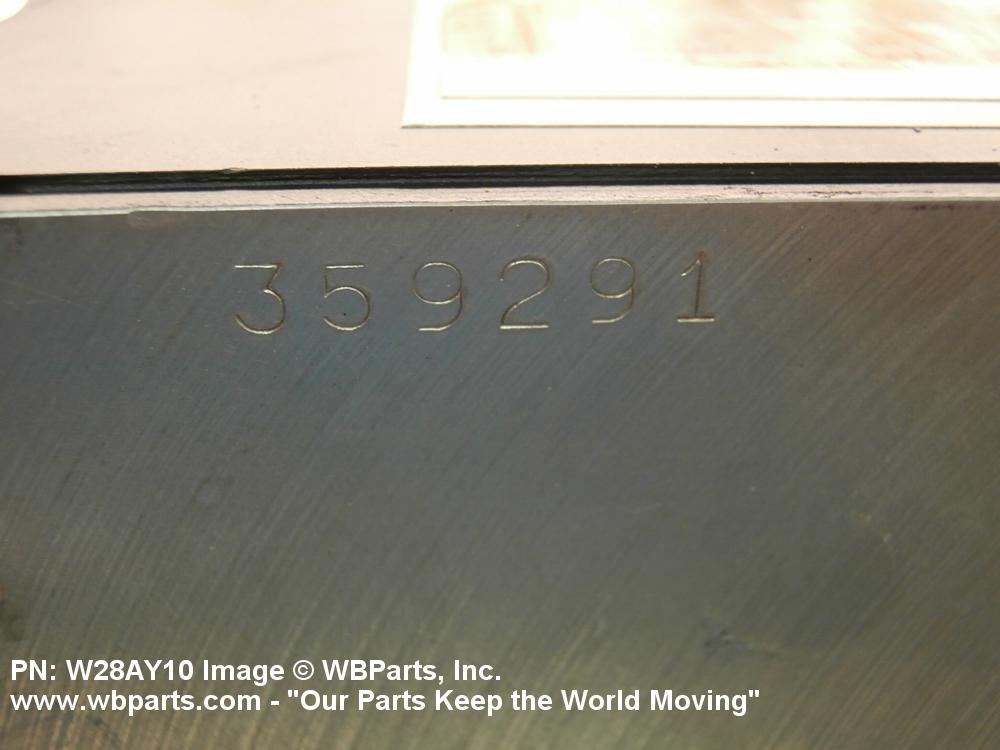 359291
PN: W28AY10 Image © WBParts, Inc.
www.wbparts.com - "Our Parts Keep the World Moving"